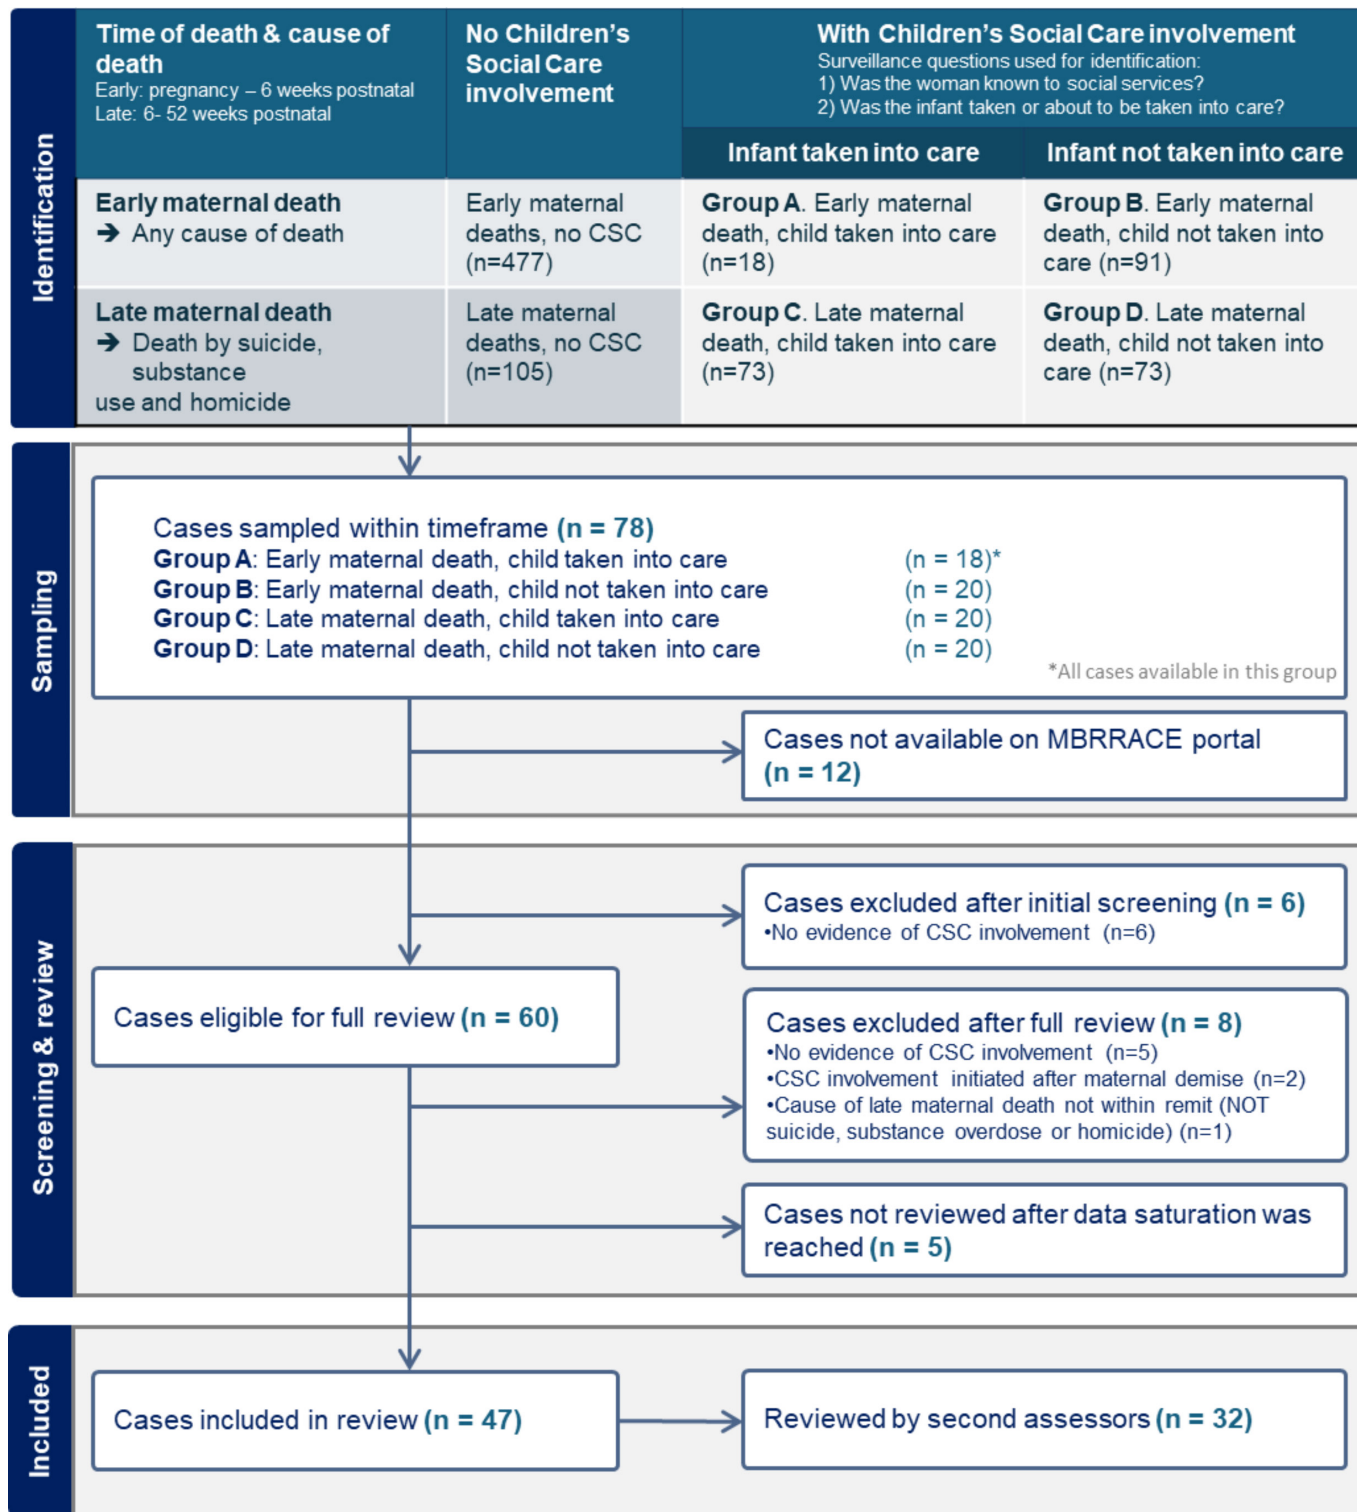 Identification
Time of death & cause of
death
Early: pregnancy – 6 weeks postnatal
Late: 6- 52 weeks postnatal
No Children's
Social Care
involvement
With Children's Social Care involvement
Surveillance questions used for identification:
1) Was the woman known to social services?
2) Was the infant taken or about to be taken into care?
Infant taken into care
Infant not taken into care
Early maternal death
➔ Any cause of death
Early maternal
deaths, no CSC
(n=477)
Group A. Early maternal
death, child taken into care
(n=18)
Group B. Early maternal
death, child not taken into
care (n=91)
Late maternal death
➔ Death by suicide,
substance
use and homicide
Late maternal
deaths, no CSC
(n=105)
Group C. Late maternal
death, child taken into care
(n=73)
Group D. Late maternal
death, child not taken into
care (n=73)
Sampling
Cases sampled within timeframe (n = 78)
Group A: Early maternal death, child taken into care (n = 18)*
Group B: Early maternal death, child not taken into care (n = 20)
Group C: Late maternal death, child taken into care (n = 20)
Group D: Late maternal death, child not taken into care (n = 20)
*All cases available in this group
Cases not available on MBRRACE portal
(n = 12)
Screening & review
Cases excluded after initial screening (n = 6)
•No evidence of CSC involvement (n=6)
Cases eligible for full review (n = 60)
Cases excluded after full review (n = 8)
•No evidence of CSC involvement (n=5)
•CSC involvement initiated after maternal demise (n=2)
•Cause of late maternal death not within remit (NOT
suicide, substance overdose or homicide) (n=1)
Cases not reviewed after data saturation was
reached (n = 5)
Included
Cases included in review (n = 47)
Reviewed by second assessors (n = 32)